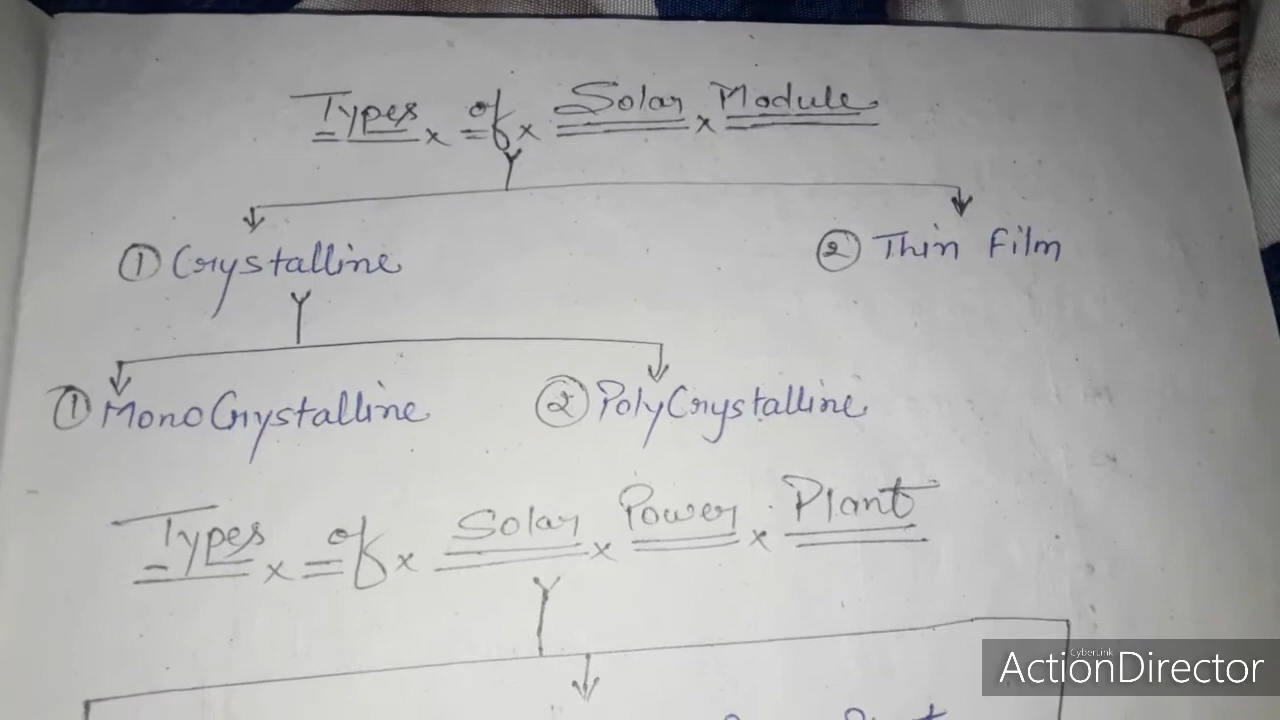 Types of Solar Module
① Crystalline
② Thin Film
① MonoCrystalline
② PolyCrystalline
Types of Solar Power Plant
CyberLink
ActionDirector